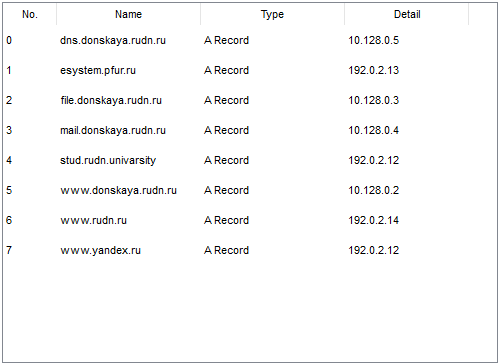 No. Name Type Detail
0 dns.donskaya.rudn.ru A Record 10.128.0.5
1 esystem.pfur.ru A Record 192.0.2.13
2 file.donskaya.rudn.ru A Record 10.128.0.3
3 mail.donskaya.rudn.ru A Record 10.128.0.4
4 stud.rudn.univarsity A Record 192.0.2.12
5 www.donskaya.rudn.ru A Record 10.128.0.2
6 www.rudn.ru A Record 192.0.2.14
7 www.yandex.ru A Record 192.0.2.12